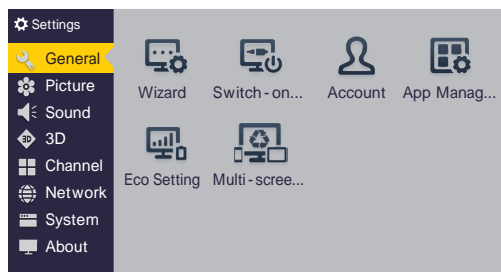 Settings
General
Picture
Sound
3D
Channel
Network
System
About
Wizard
Switch-on...
Account
App Manag...
Eco Setting
Multi-scree...
3D